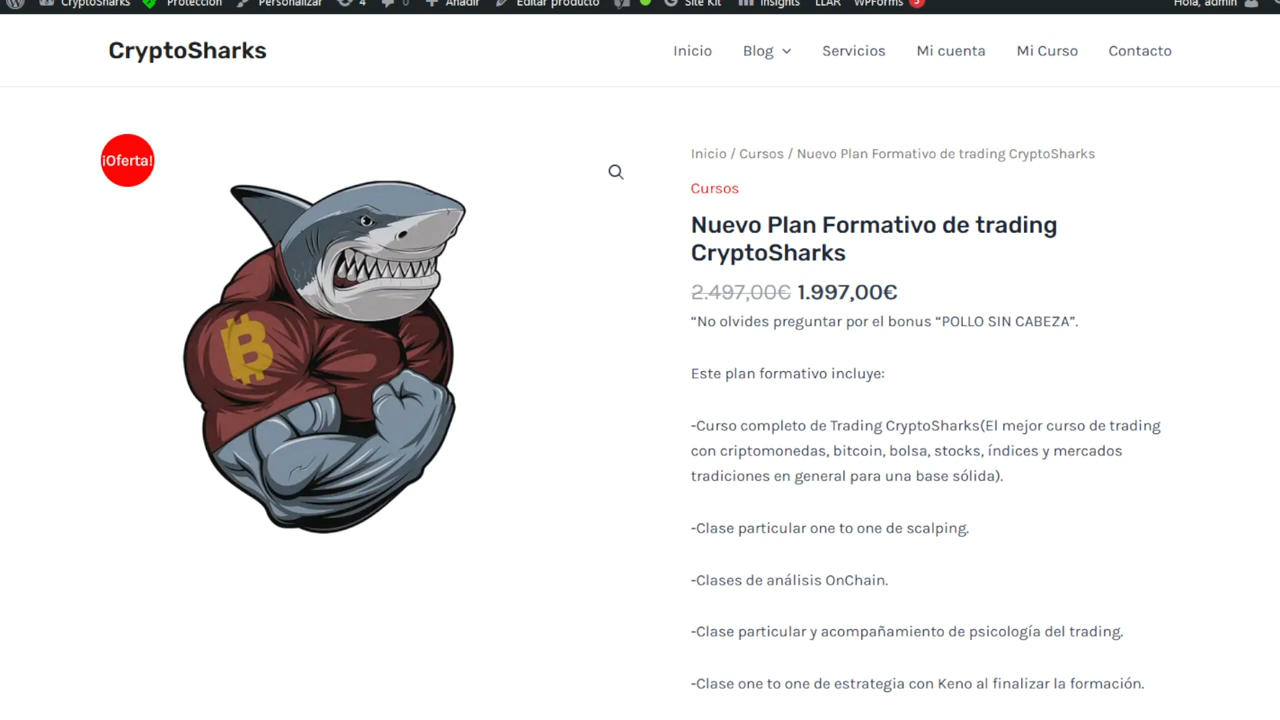 CryptoSharks Protección Personalizar 4 0 Añadir Editar producto Site Kit Insights LLAR WPForms 5 Hola, admin
CryptoSharks
Inicio Blog Servicios Mi cuenta Mi Curso Contacto
¡Oferta!
Inicio / Cursos / Nuevo Plan Formativo de trading CryptoSharks
Cursos
Nuevo Plan Formativo de trading
CryptoSharks
2.497,00€ 1.997,00€
“No olvides preguntar por el bonus “POLLO SIN CABEZA”.
Este plan formativo incluye:
-Curso completo de Trading CryptoSharks(El mejor curso de trading
con criptomonedas, bitcoin, bolsa, stocks, índices y mercados
tradiciones en general para una base sólida).
-Clase particular one to one de scalping.
-Clases de análisis OnChain.
-Clase particular y acompañamiento de psicología del trading.
-Clase one to one de estrategia con Keno al finalizar la formación.